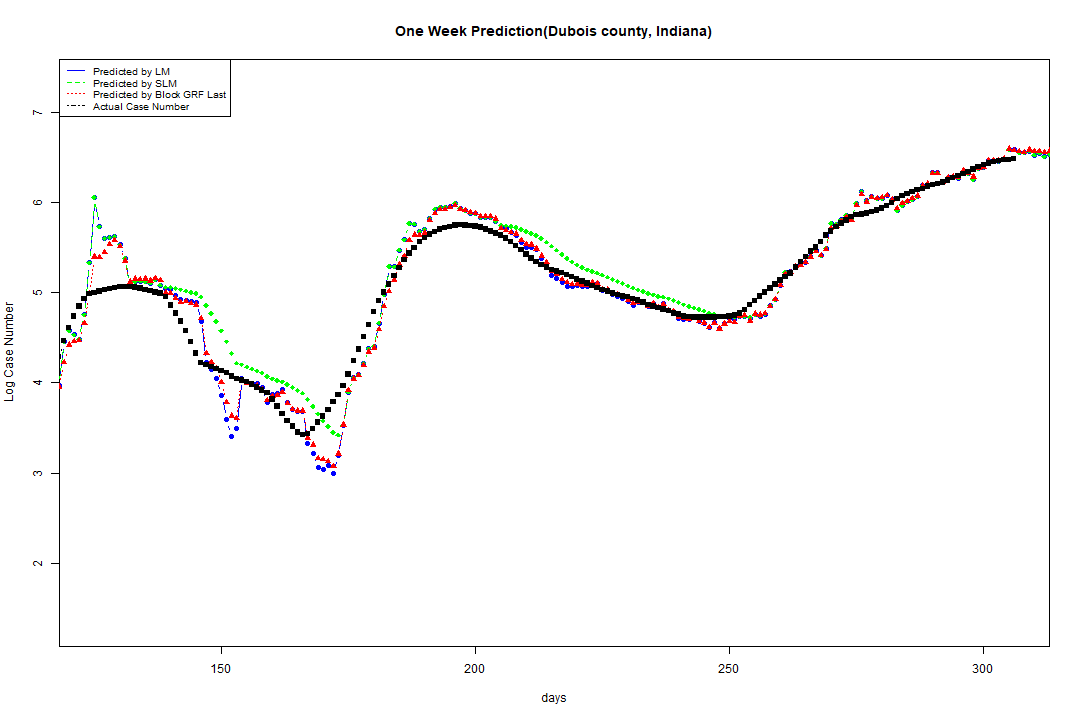 One Week Prediction(Dubois county, Indiana)
Predicted by LM
Predicted by SLM
Predicted by Block GRF Last
Actual Case Number
7
6
5
4
3
2
Log Case Number
150 200 250 300
days